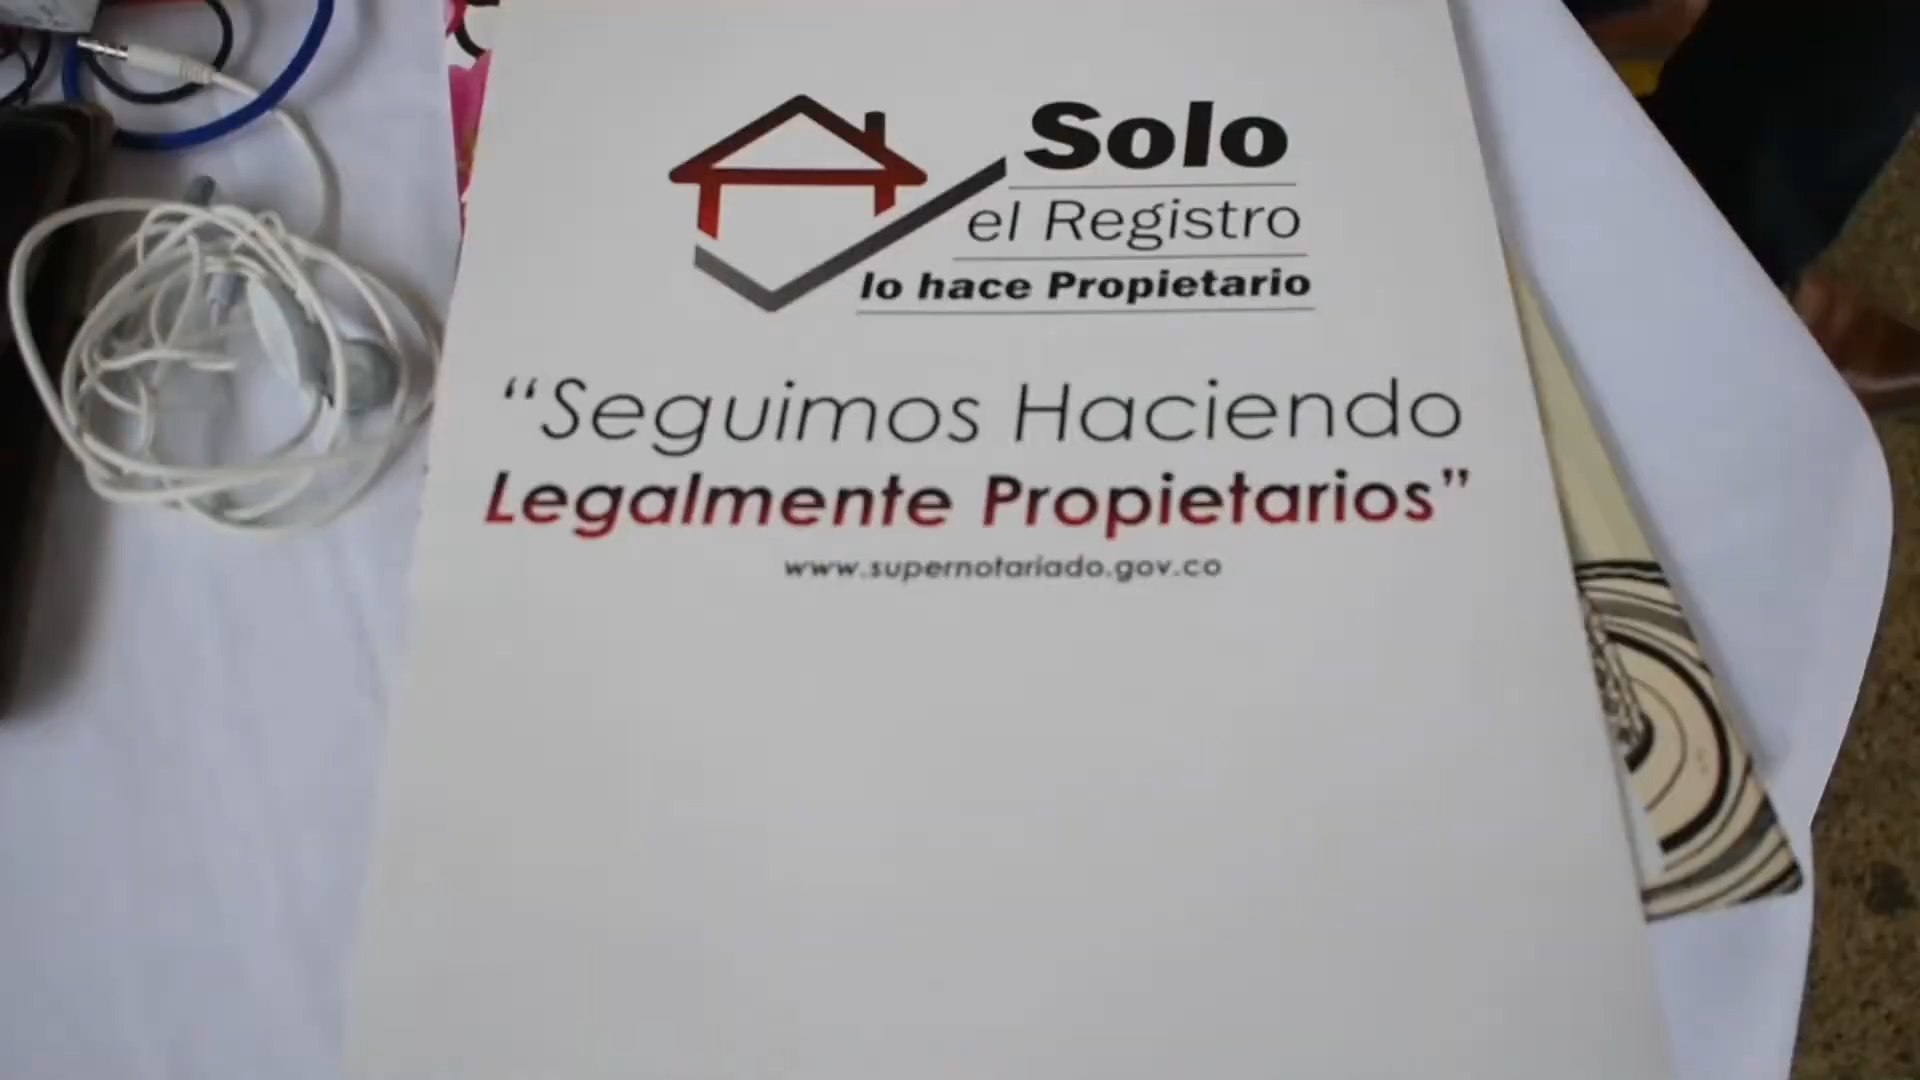 Solo
el Registro
lo hace Propietario
“Seguimos Haciendo
Legalmente Propietarios”
www.supernotariado.gov.co